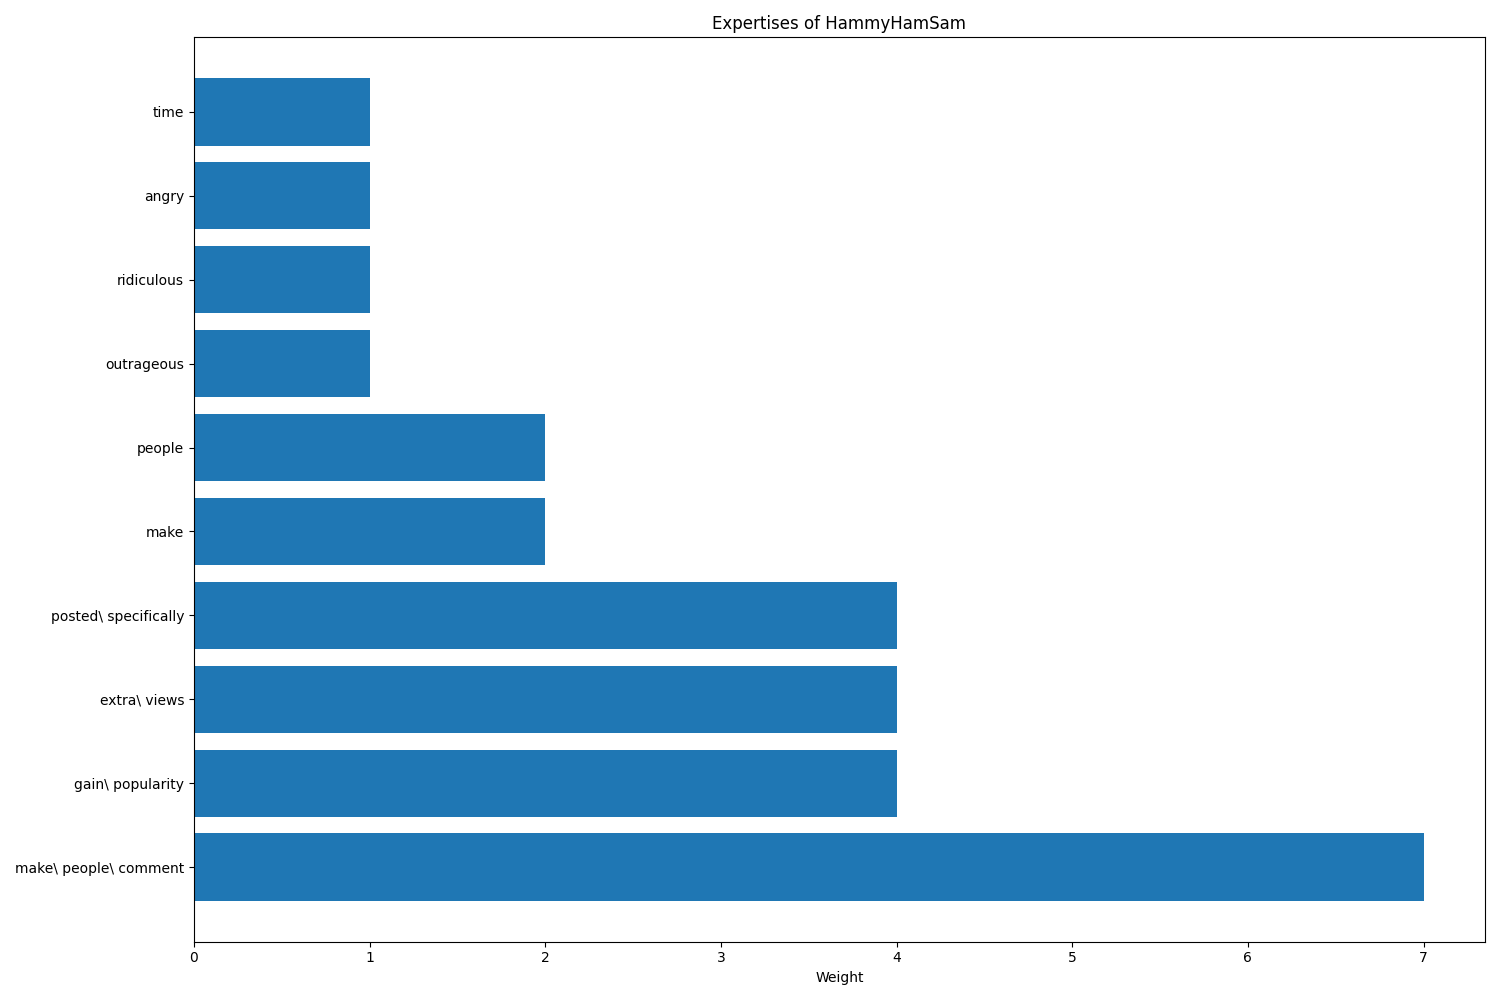 Expertises of HammyHamSam
time
angry
ridiculous
outrageous
people
make
posted\ specifically
extra\ views
gain\ popularity
make\ people\ comment
0 1 2 3 4 5 6 7
Weight